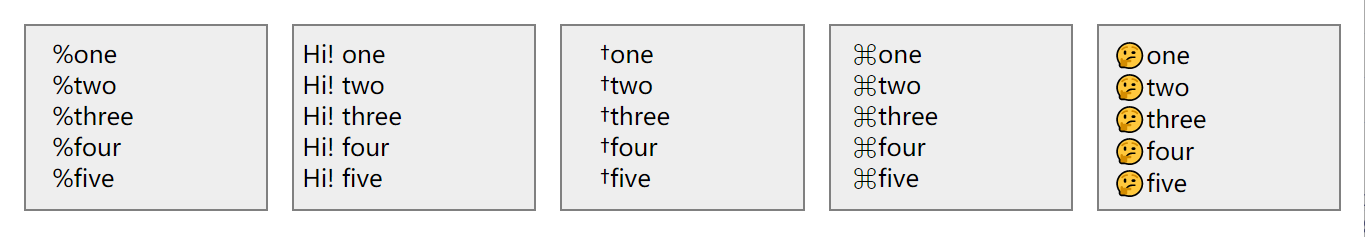 %one
%two
%three
%four
%five
Hi! one
Hi! two
Hi! three
Hi! four
Hi! five
†one
†two
†three
†four
†five
⌘one
⌘two
⌘three
⌘four
⌘five
🤔one
🤔two
🤔three
🤔four
🤔five